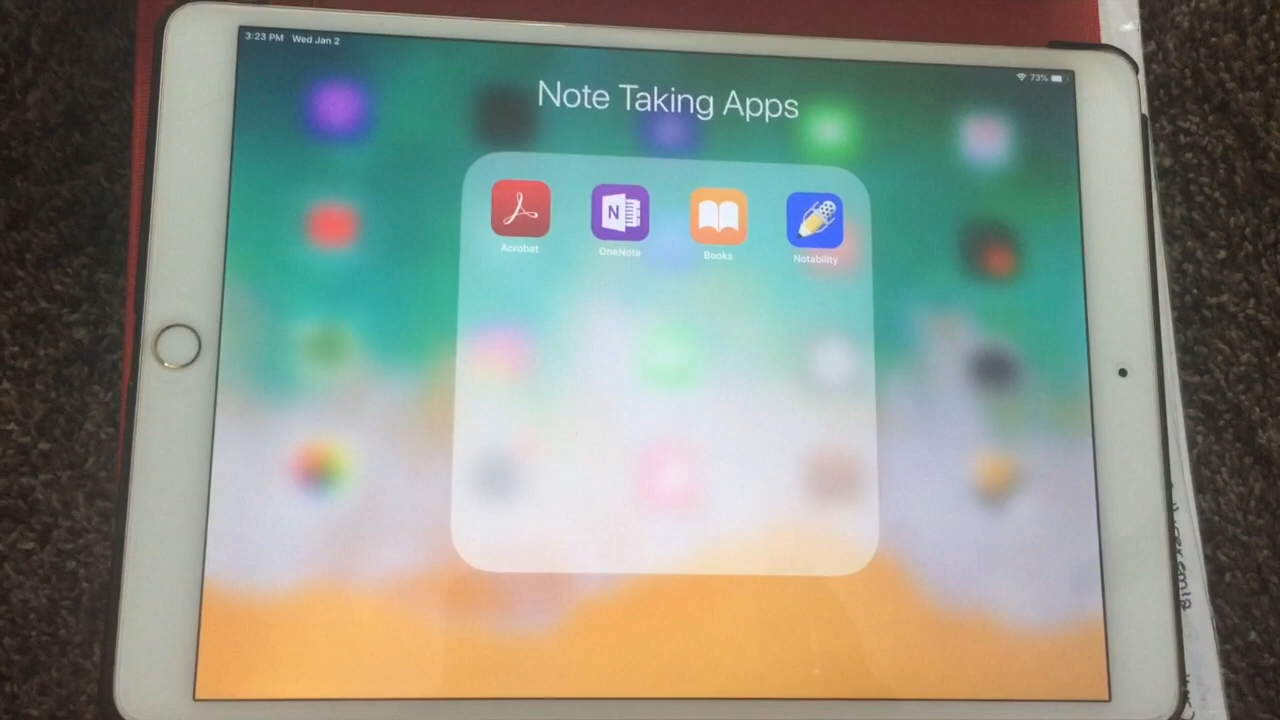 3:23 PM Wed Jan 2
73%
Note Taking Apps
Acrobat
N
OneNote
Books
Notability